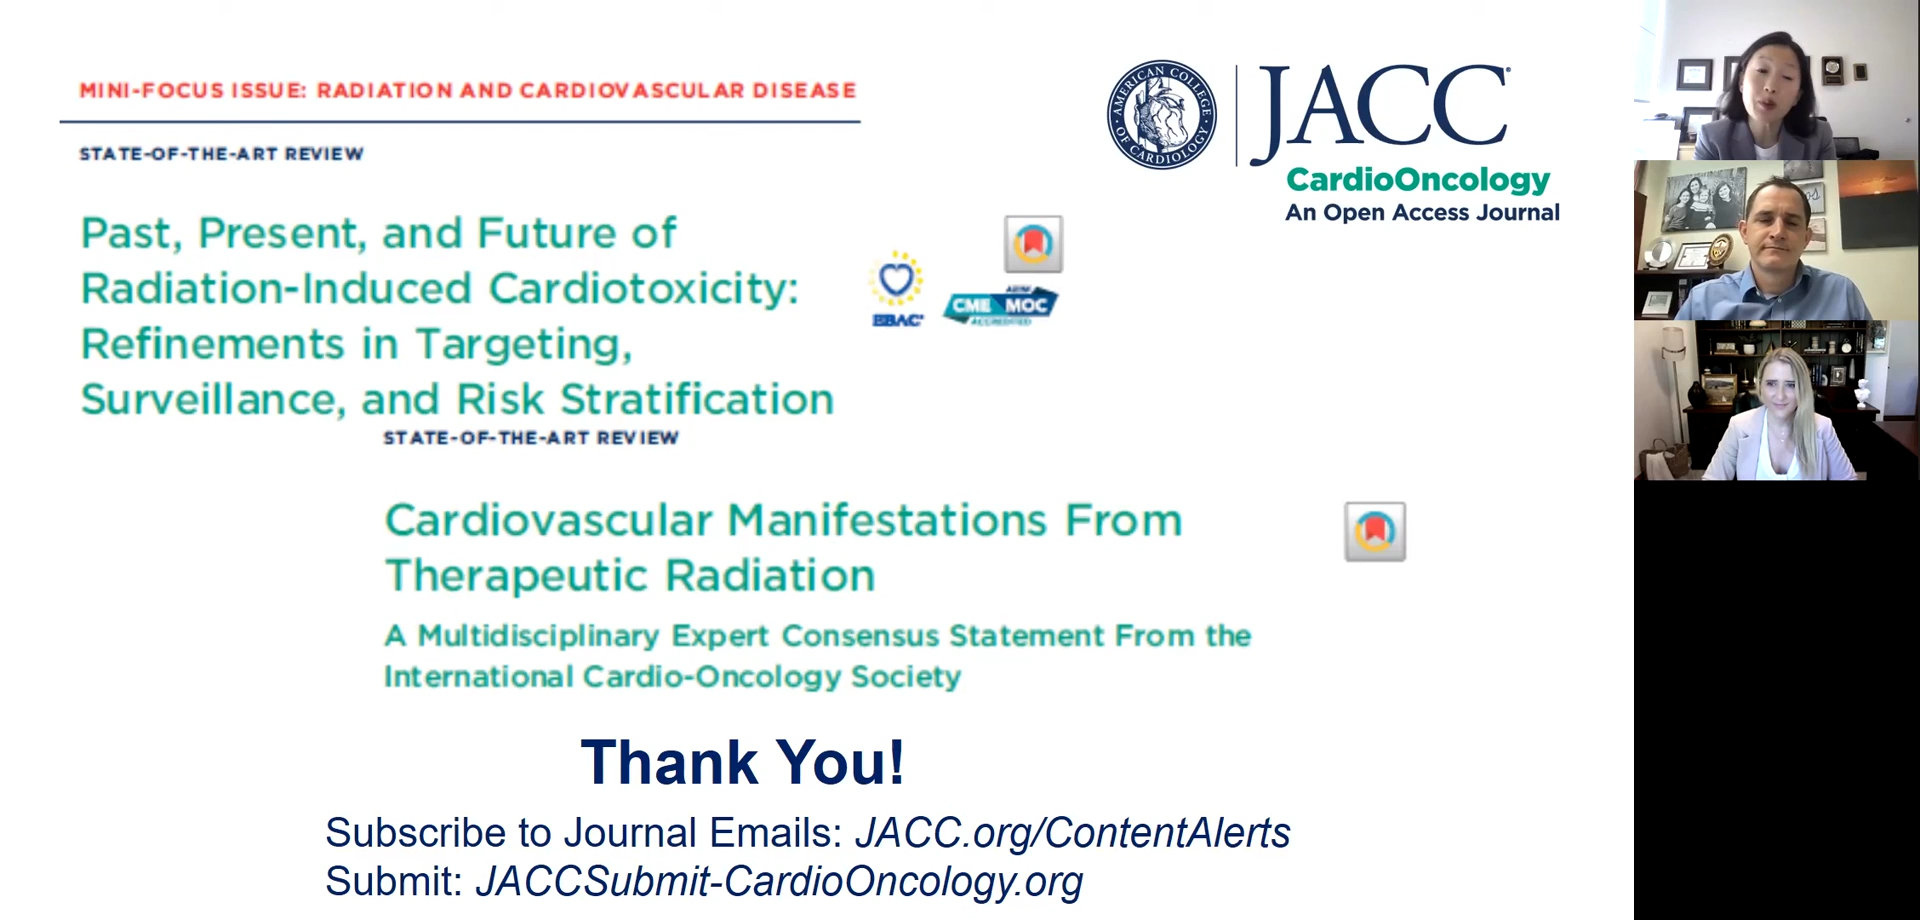 MINI-FOCUS ISSUE: RADIATION AND CARDIOVASCULAR DISEASE
STATE-OF-THE-ART REVIEW
Past, Present, and Future of
Radiation-Induced Cardiotoxicity:
Refinements in Targeting,
Surveillance, and Risk Stratification
EBAC®
CME MOC
ACCREDITED
AMERICAN COLLEGE OF CARDIOLOGY
JACC
CardioOncology
An Open Access Journal
STATE-OF-THE-ART REVIEW
Cardiovascular Manifestations From
Therapeutic Radiation
A Multidisciplinary Expert Consensus Statement From the
International Cardio-Oncology Society
Thank You!
Subscribe to Journal Emails: JACC.org/ContentAlerts
Submit: JACCSubmit-CardioOncology.org